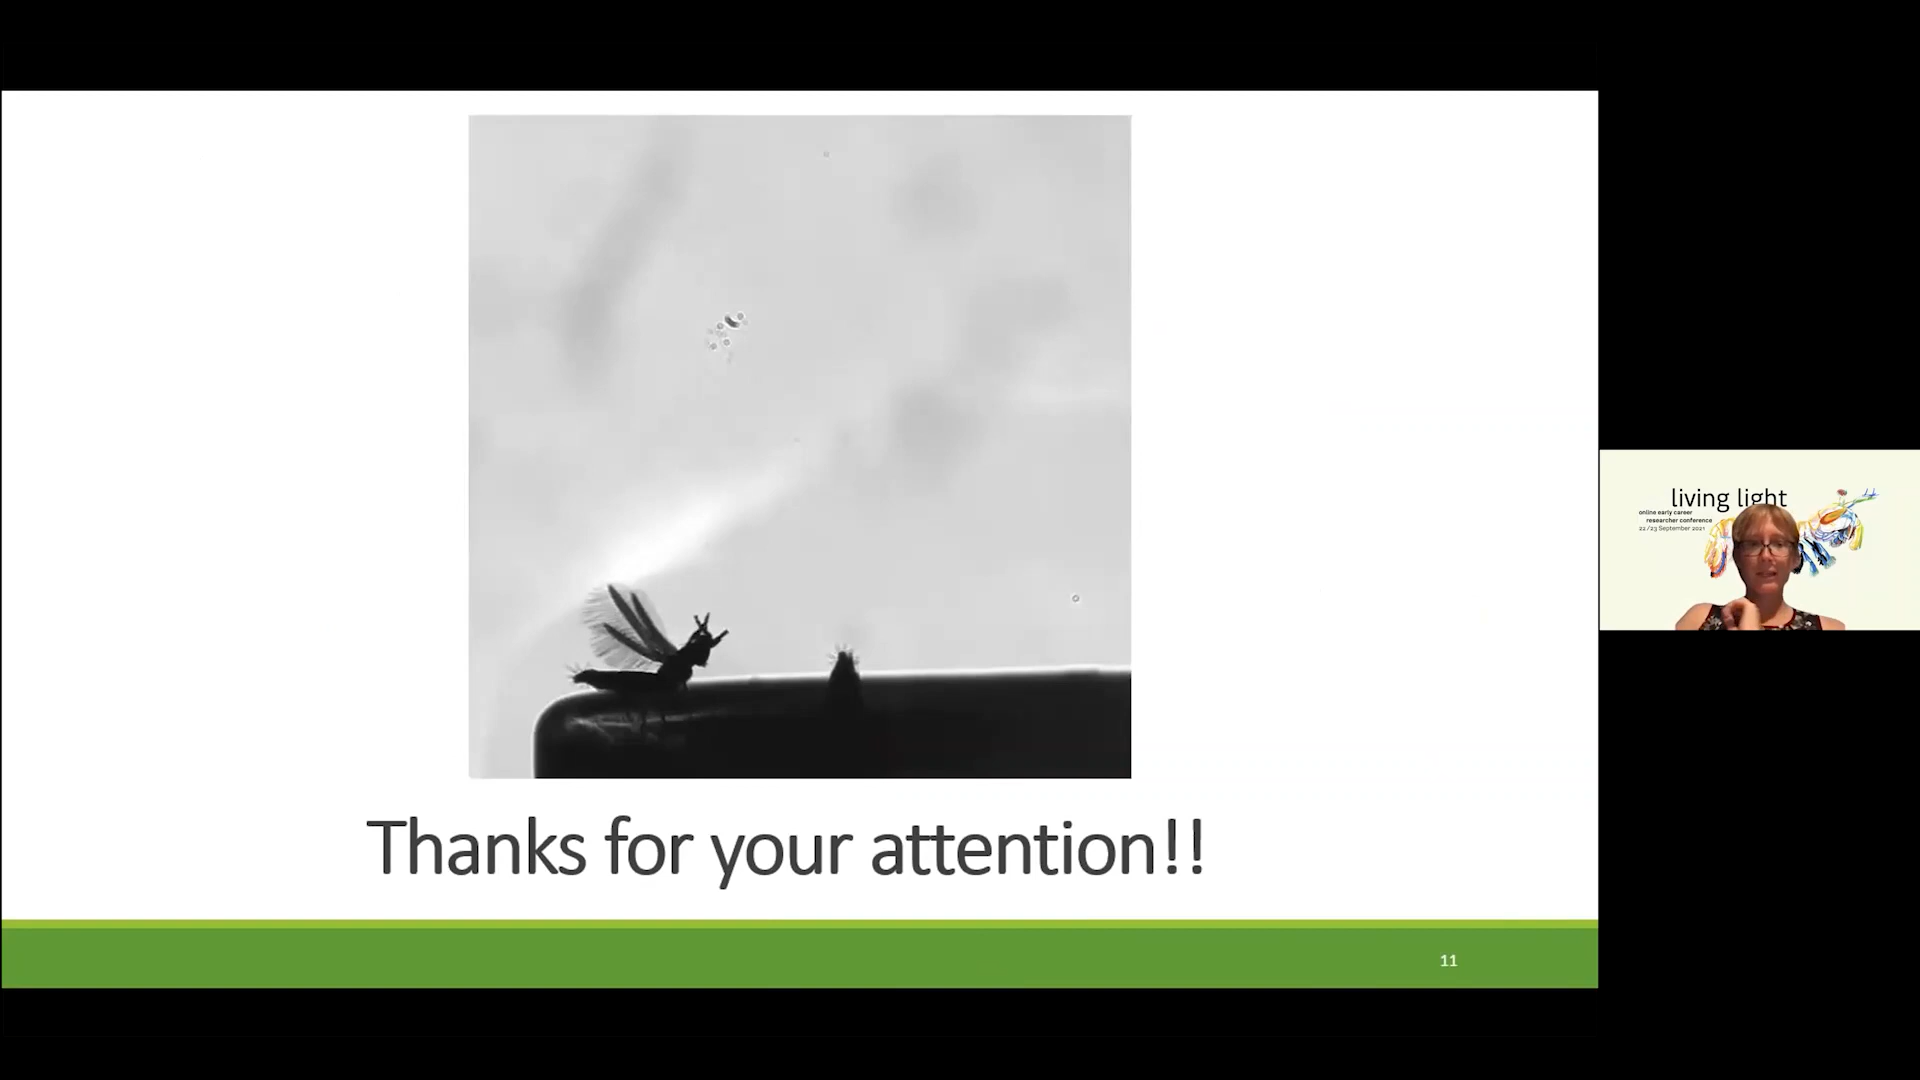 Thanks for your attention!!
11
living light
online early career
researcher conference
22/23 September 2021